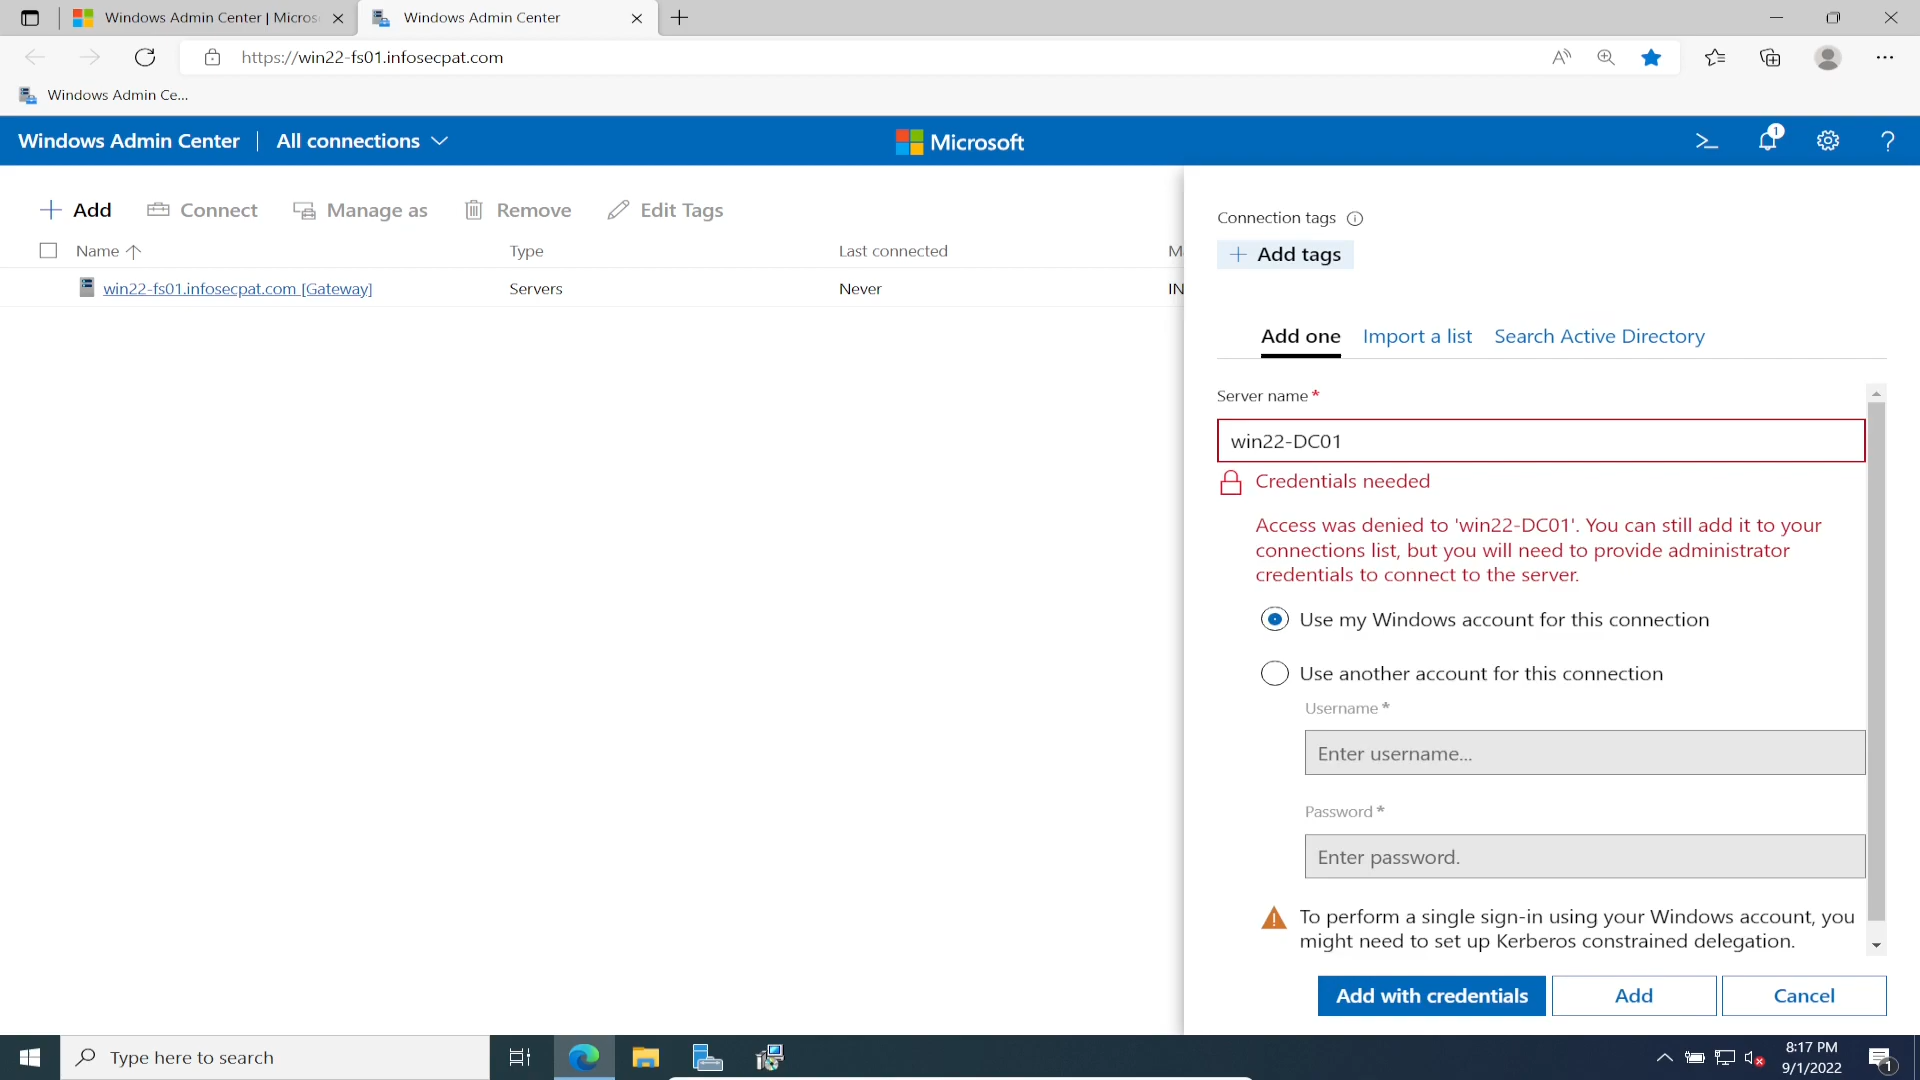 Windows Admin Center | Micros
Windows Admin Center
https://win22-fs01.infosecpat.com
Windows Admin Ce...
Windows Admin Center
All connections
Microsoft
1
Add
Connect
Manage as
Remove
Edit Tags
Name
Type
Last connected
M
win22-fs01.infosecpat.com [Gateway]
Servers
Never
IN
Connection tags
Add tags
Add one
Import a list
Search Active Directory
Server name *
win22-DC01
Credentials needed
Access was denied to 'win22-DC01'. You can still add it to your
connections list, but you will need to provide administrator
credentials to connect to the server.
Use my Windows account for this connection
Use another account for this connection
Username *
Enter username...
Password *
Enter password.
To perform a single sign-in using your Windows account, you
might need to set up Kerberos constrained delegation.
Add with credentials
Add
Cancel
Type here to search
8:17 PM
9/1/2022
1